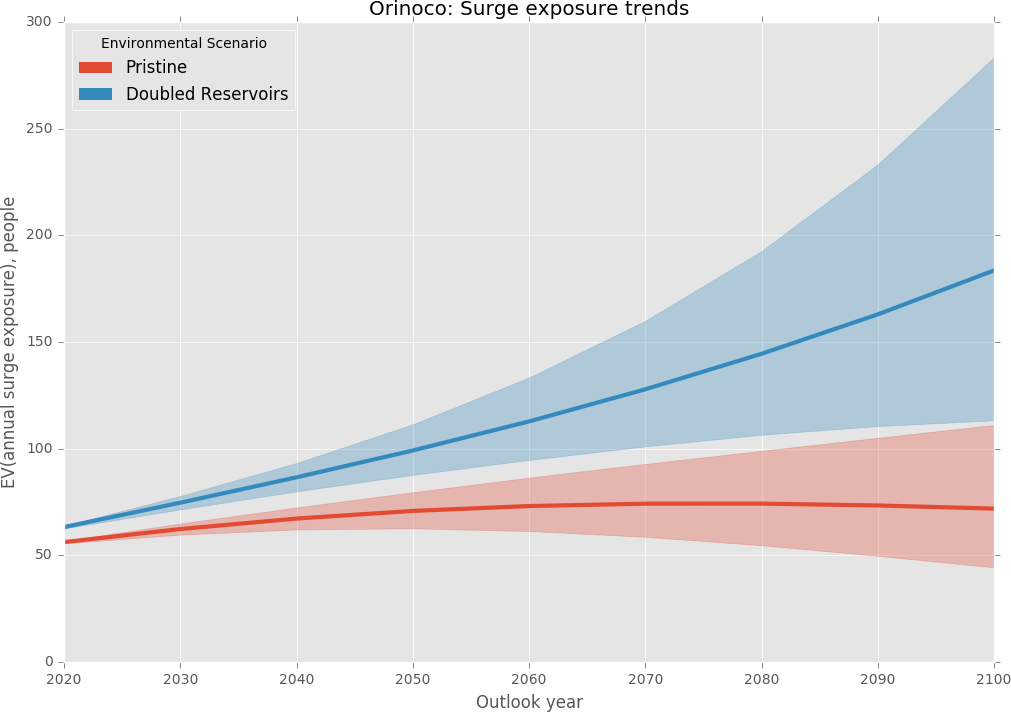 Orinoco: Surge exposure trends
Environmental Scenario
Pristine
Doubled Reservoirs
EV(annual surge exposure), people
300
250
200
150
100
50
0
2020 2030 2040 2050 2060 2070 2080 2090 2100
Outlook year